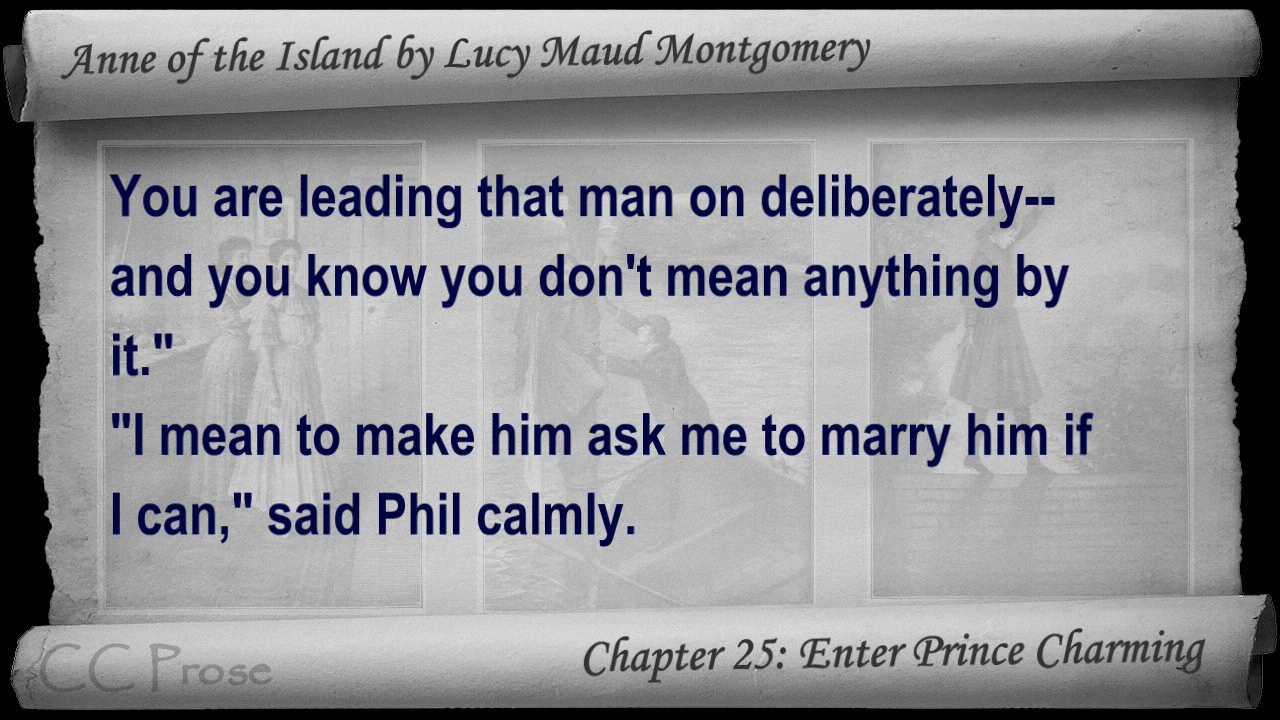 Anne of the Island by Lucy Maud Montgomery
You are leading that man on deliberately--
and you know you don't mean anything by
it."
"I mean to make him ask me to marry him if
I can," said Phil calmly.
CC Prose
Chapter 25: Enter Prince Charming